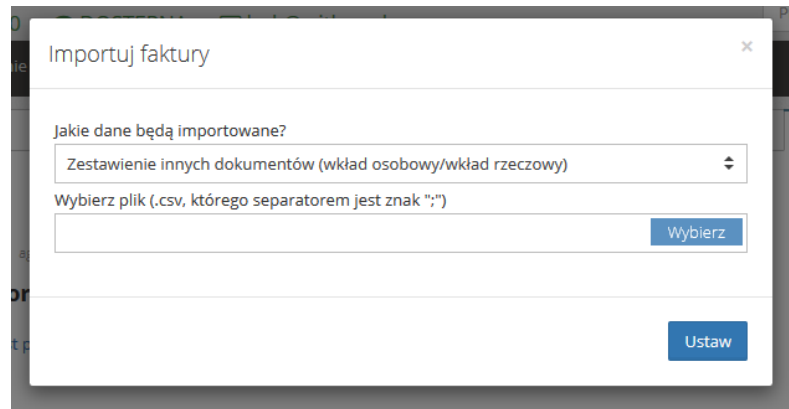 Importuj faktury
×
Jakie dane będą importowane?
Zestawienie innych dokumentów (wkład osobowy/wkład rzeczowy)
Wybierz plik (.csv, którego separatorem jest znak ";")
Wybierz
Ustaw